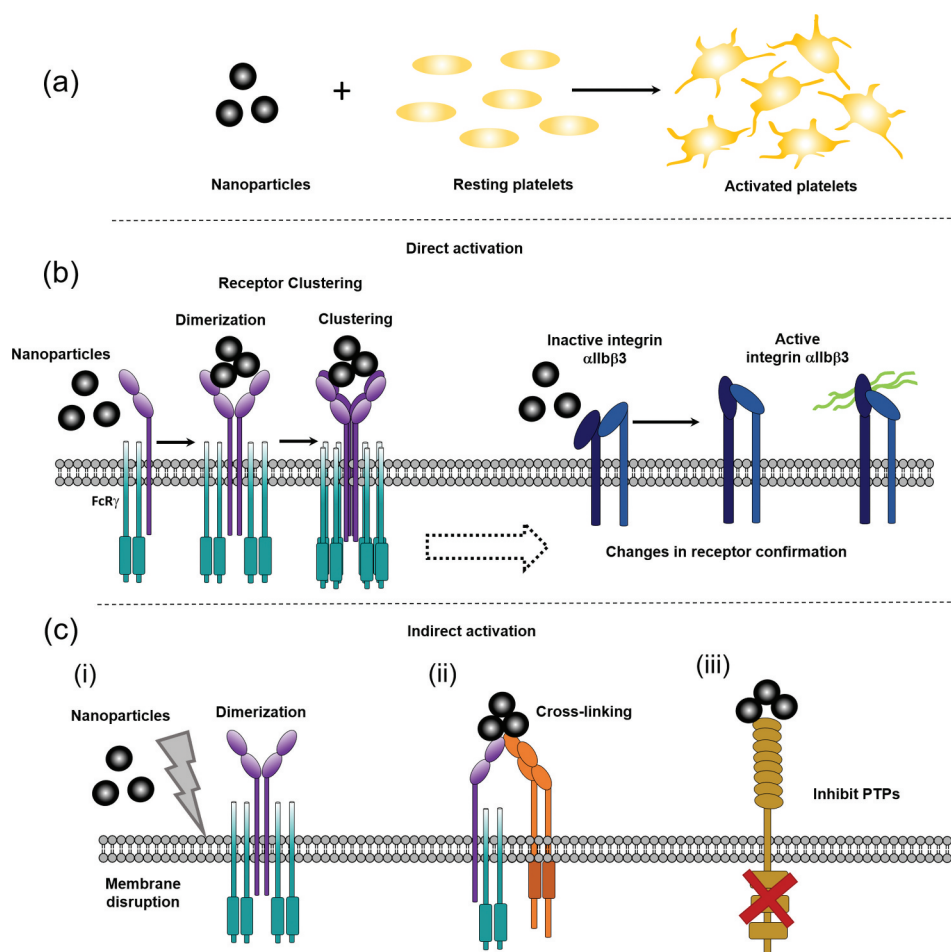 (a)
+
Nanoparticles
Resting platelets
Activated platelets
Direct activation
(b)
Receptor Clustering
Dimerization
Clustering
Nanoparticles
Inactive integrin
αIIbβ3
Active
integrin αIIbβ3
FcRγ
Changes in receptor confirmation
(c)
Indirect activation
(i)
Nanoparticles
Dimerization
Membrane
disruption
(ii)
Cross-linking
(iii)
Inhibit PTPs